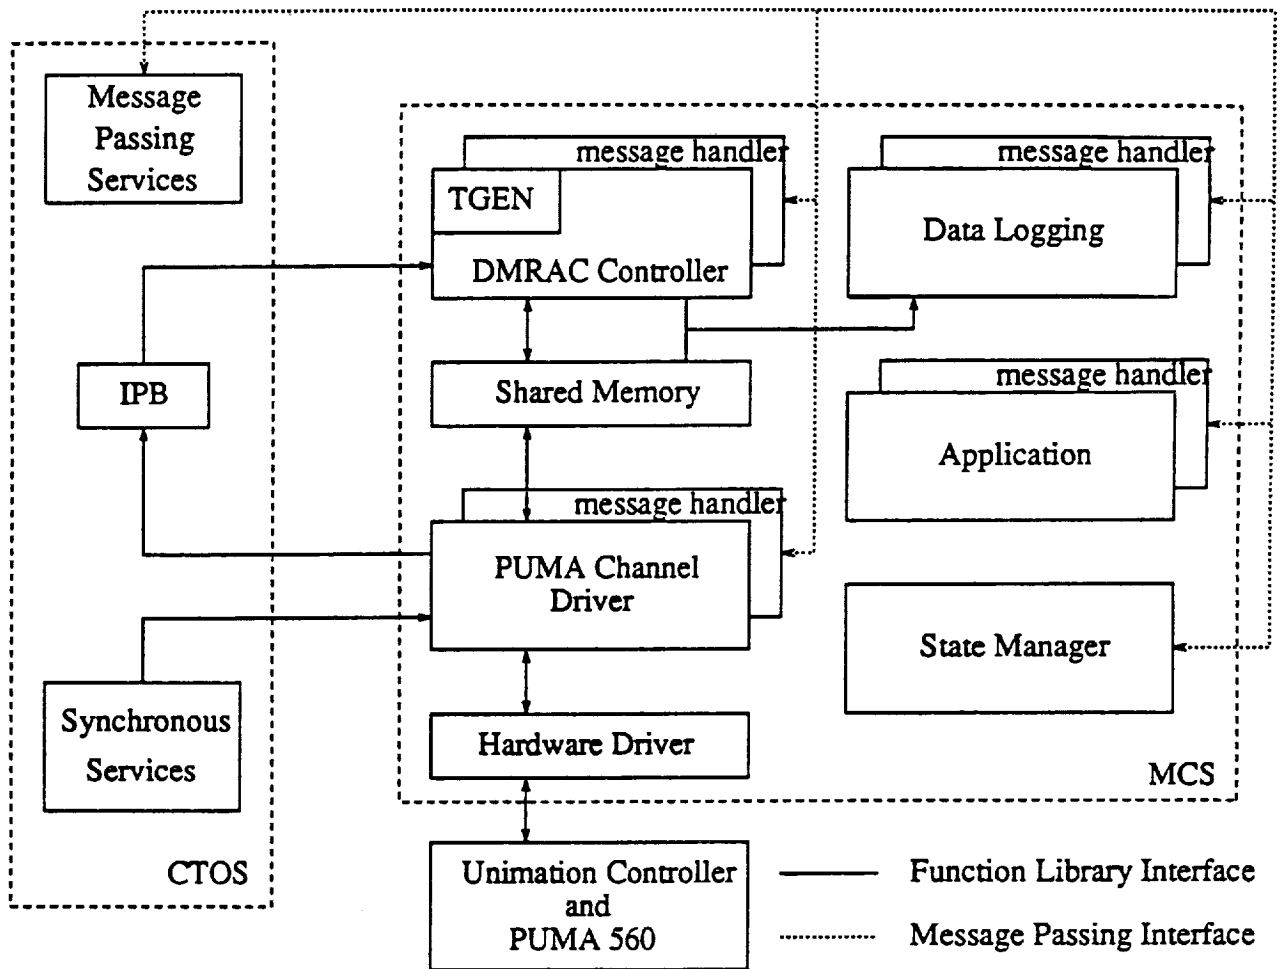 Message
Passing
Services
message handler
TGEN
DMRAC Controller
message handler
Data Logging
IPB
Shared Memory
message handler
Application
message handler
PUMA Channel
Driver
State Manager
Synchronous
Services
Hardware Driver
MCS
CTOS
Unimation Controller
and
PUMA 560
Function Library Interface
Message Passing Interface